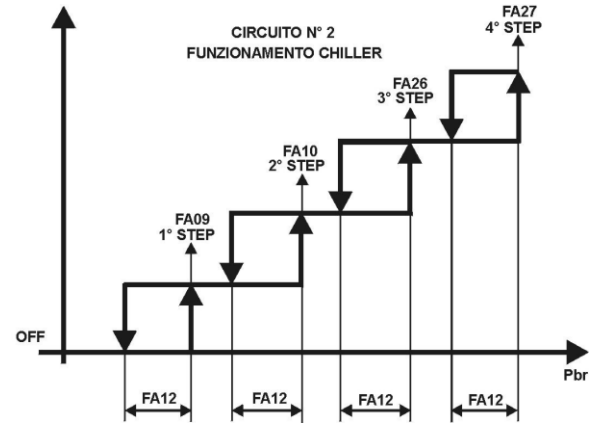 CIRCUITO N° 2
FUNZIONAMENTO CHILLER
FA27
4° STEP
FA26
3° STEP
FA10
2° STEP
FA09
1° STEP
OFF
Pbr
FA12
FA12
FA12
FA12